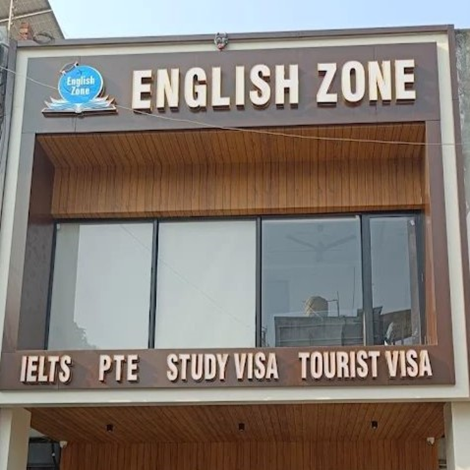 English
Zone
ENGLISH ZONE
IELTS PTE STUDY VISA TOURIST VISA